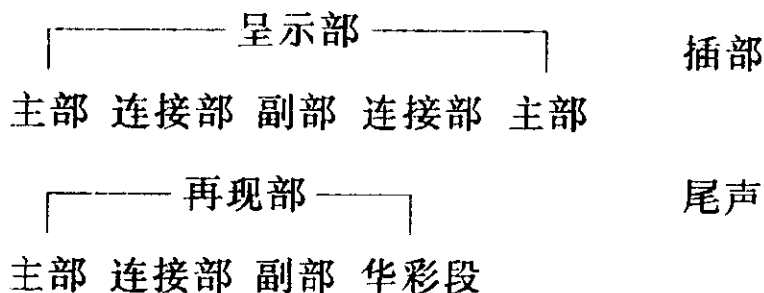 呈示部 插部
主部 连接部 副部 连接部 主部
再现部 尾声
主部 连接部 副部 华彩段